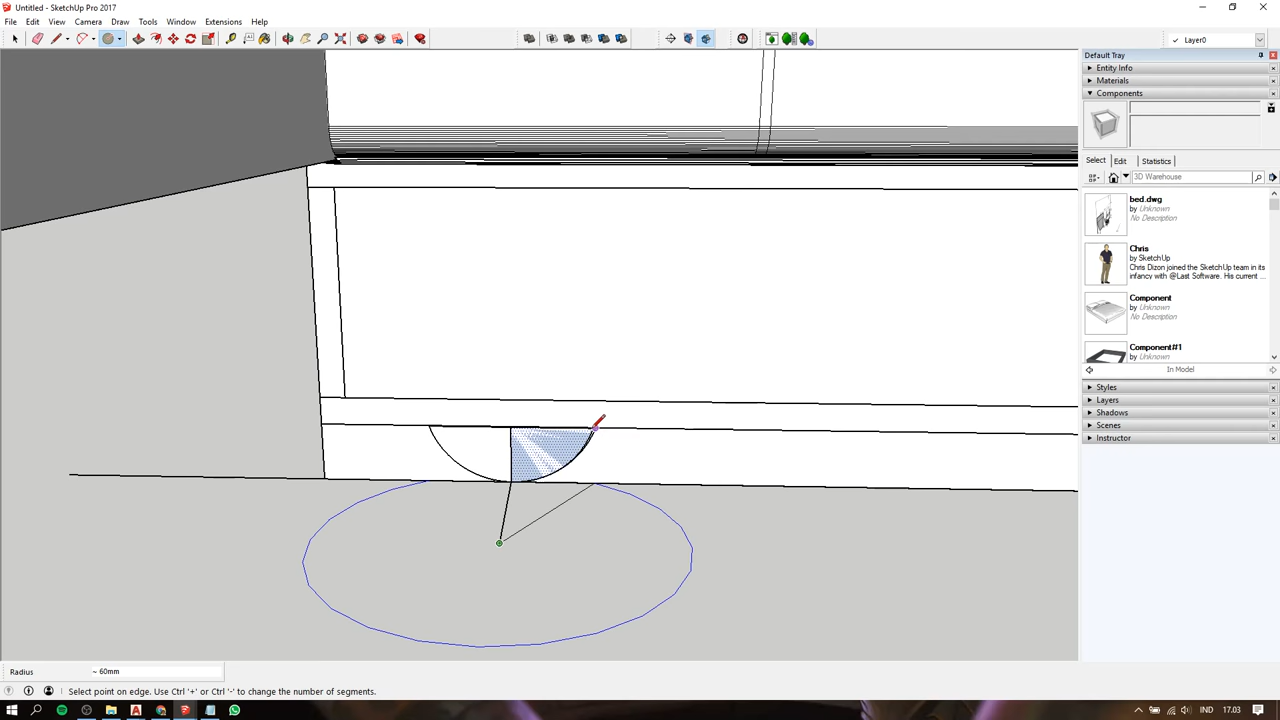 Untitled - SketchUp Pro 2017
File Edit View Camera Draw Tools Window Extensions Help
Layer0
Default Tray
Entity Info
Materials
Components
Select Edit Statistics
3D Warehouse
bed.dwg
by Unknown
No Description
Chris
by SketchUp
Chris Dizon joined the SketchUp team in its
infancy with @Last Software. His current ...
Component
by Unknown
No Description
Component#1
by Unknown
In Model
Styles
Layers
Shadows
Scenes
Instructor
Radius ~ 60mm
Select point on edge. Use Ctrl '+' or Ctrl '-' to change the number of segments.
IND 17.03